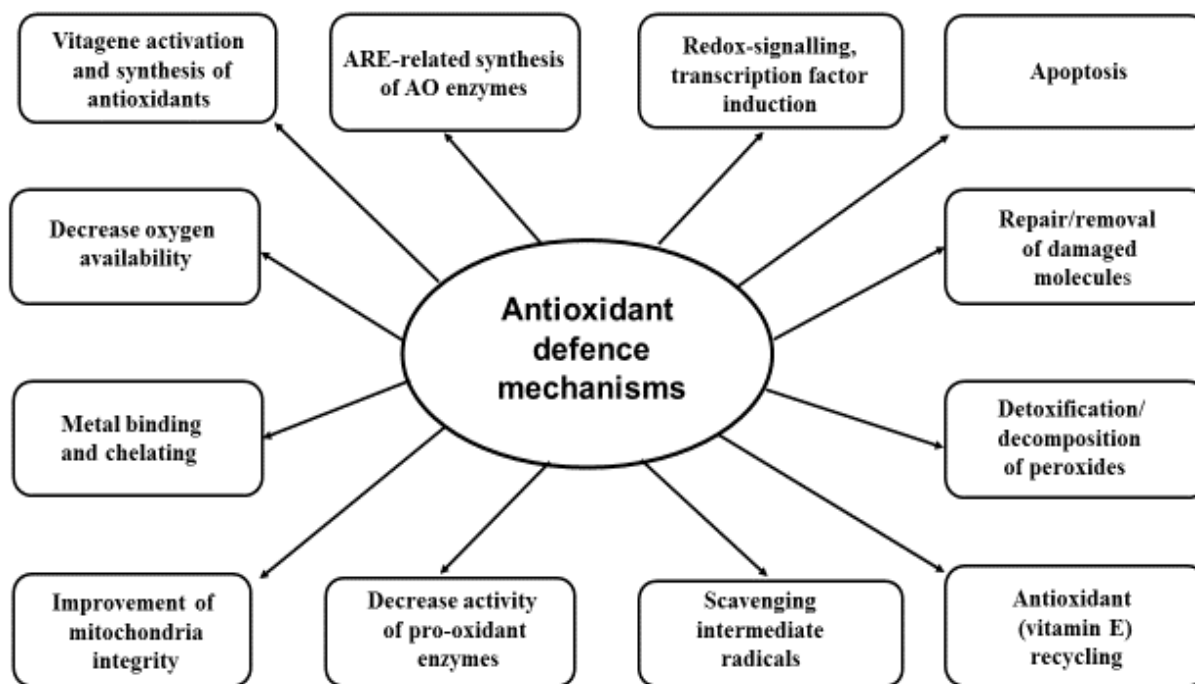 Vitagene activation
and synthesis of
antioxidants
ARE-related synthesis
of AO enzymes
Redox-signalling,
transcription factor
induction
Apoptosis
Decrease oxygen
availability
Repair/removal
of damaged
molecules
Antioxidant
defence
mechanisms
Metal binding
and chelating
Detoxification/
decomposition
of peroxides
Improvement of
mitochondria
integrity
Decrease activity
of pro-oxidant
enzymes
Scavenging
intermediate
radicals
Antioxidant
(vitamin E)
recycling